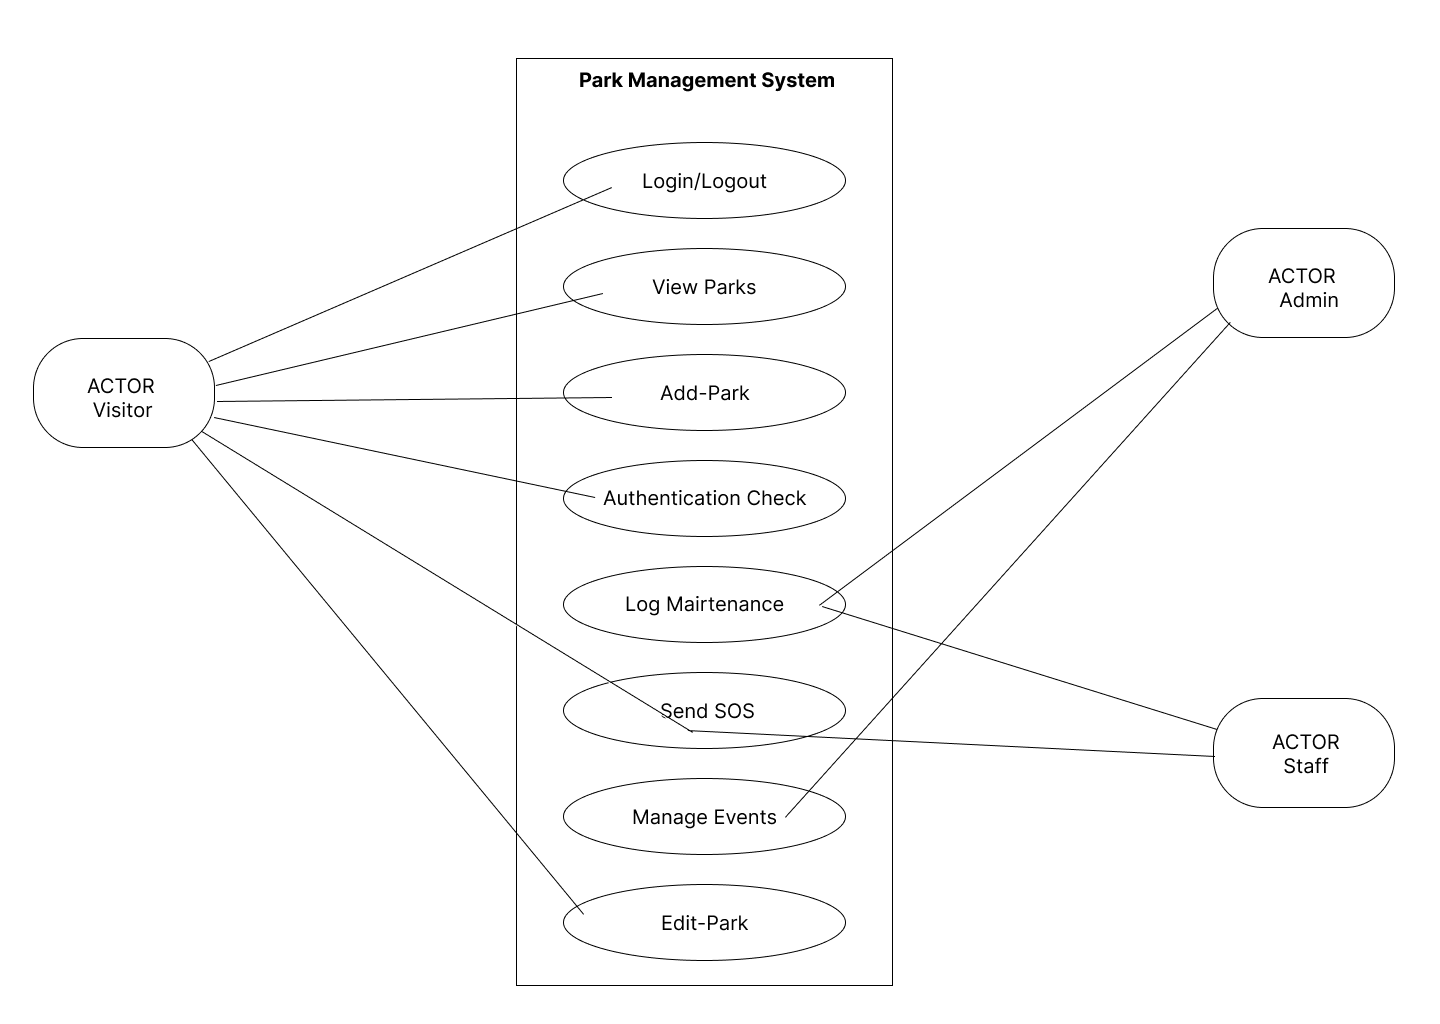 Park Management System
Login/Logout
View Parks
Add-Park
Authentication Check
Log Mairtenance
Send SOS
Manage Events
Edit-Park
ACTOR
Visitor
ACTOR
Admin
ACTOR
Staff